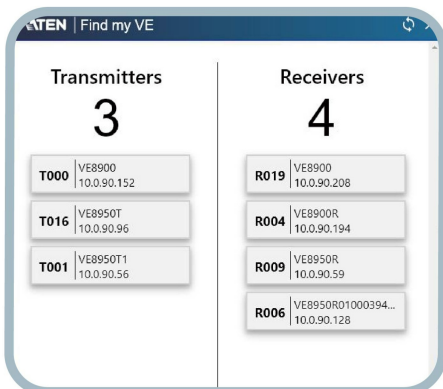 ATEN | Find my VE
Transmitters
3
T000 VE8900
10.0.90.152
T016 VE8950T
10.0.90.96
T001 VE8950T1
10.0.90.56
Receivers
4
R019 VE8900
10.0.90.208
R004 VE8900R
10.0.90.194
R009 VE8950R
10.0.90.59
R006 VE8950R01000394...
10.0.90.128